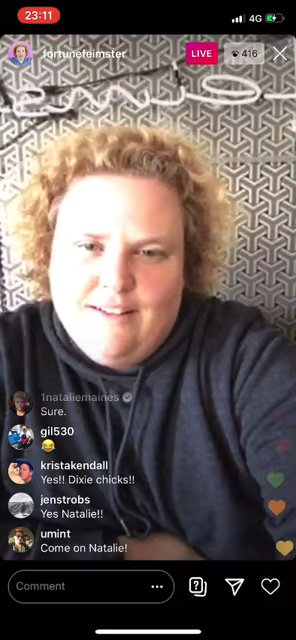 23:11
4G
fortunefeimster
LIVE
416
1nataliemaines
Sure.
gil530
kristakendall
Yes!! Dixie chicks!!
jenstrobs
Yes Natalie!!
umint
Come on Natalie!
Comment